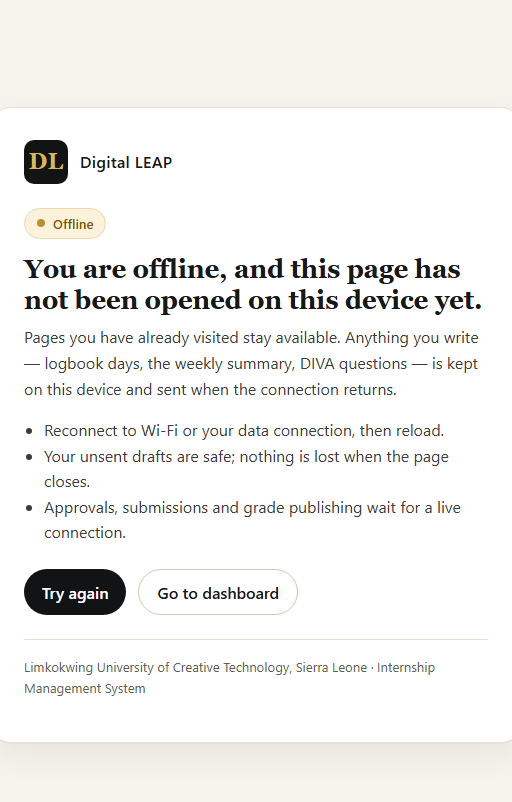 DL
Digital LEAP
Offline
You are offline, and this page has
not been opened on this device yet.
Pages you have already visited stay available. Anything you write
— logbook days, the weekly summary, DIVA questions — is kept
on this device and sent when the connection returns.
Reconnect to Wi-Fi or your data connection, then reload.
Your unsent drafts are safe; nothing is lost when the page
closes.
Approvals, submissions and grade publishing wait for a live
connection.
Try again
Go to dashboard
Limkokwing University of Creative Technology, Sierra Leone · Internship
Management System